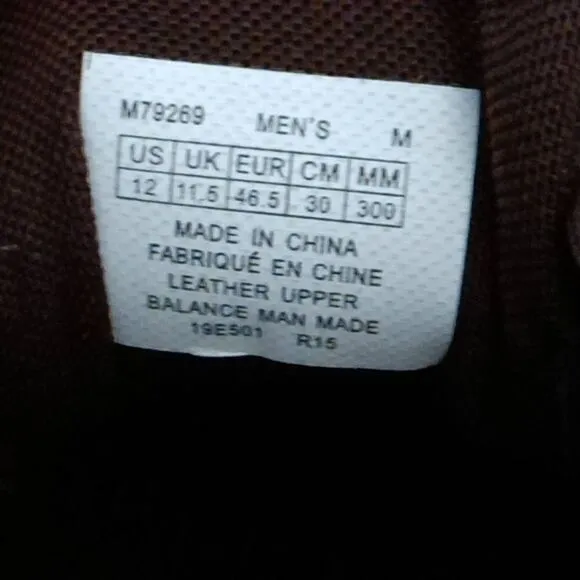 M79269 MEN'S M
US UK EUR CM MM
12 11.5 46.5 30 300
MADE IN CHINA
FABRIQUÉ EN CHINE
LEATHER UPPER
BALANCE MAN MADE
19E501 R15